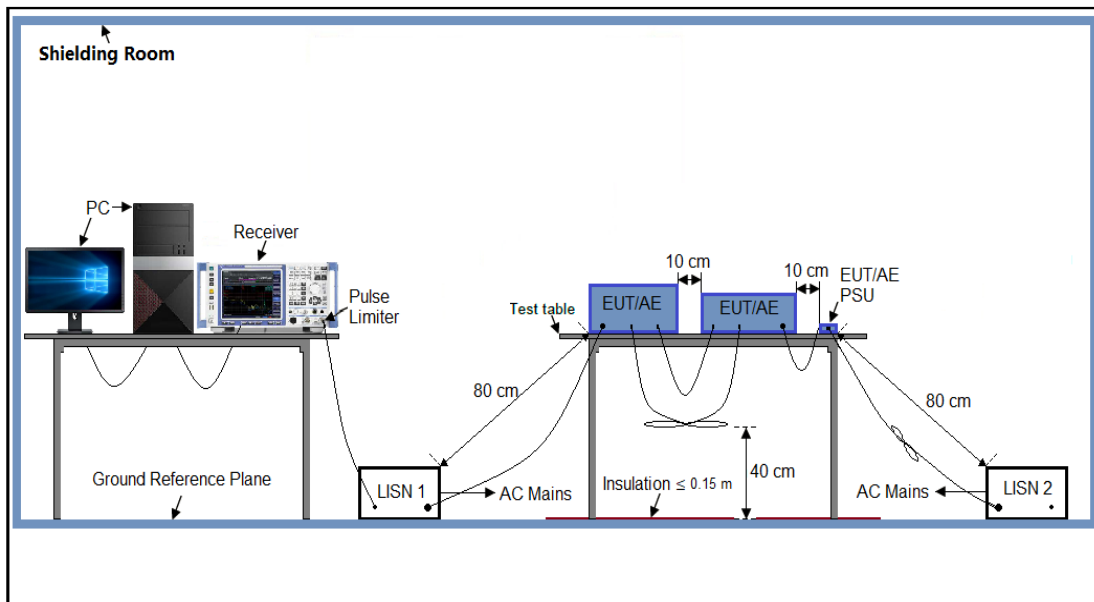 Shielding Room
PC
Receiver
Pulse
Limiter
Test table
EUT/AE
10 cm
EUT/AE
10 cm
EUT/AE
PSU
80 cm
80 cm
40 cm
Ground Reference Plane
LISN 1
AC Mains
Insulation ≤ 0.15 m
AC Mains
LISN 2